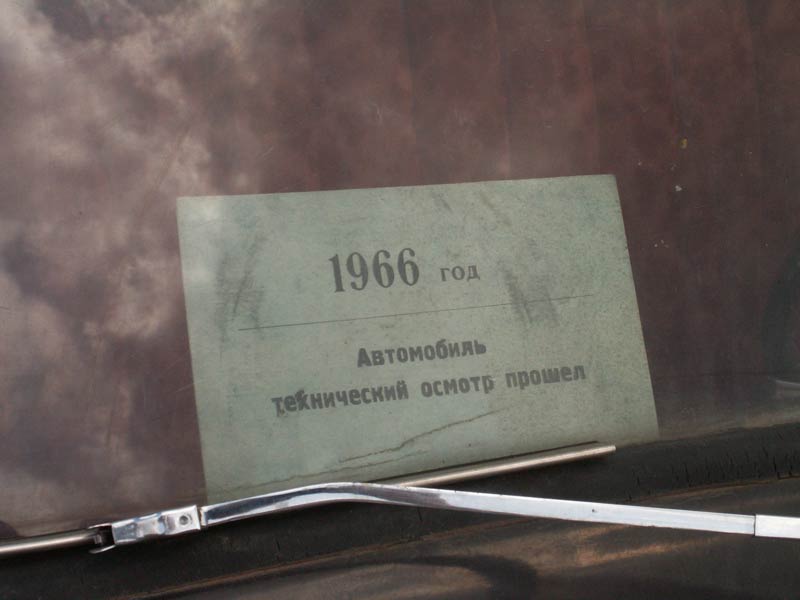 1966 год
Автомобиль
технический осмотр прошел